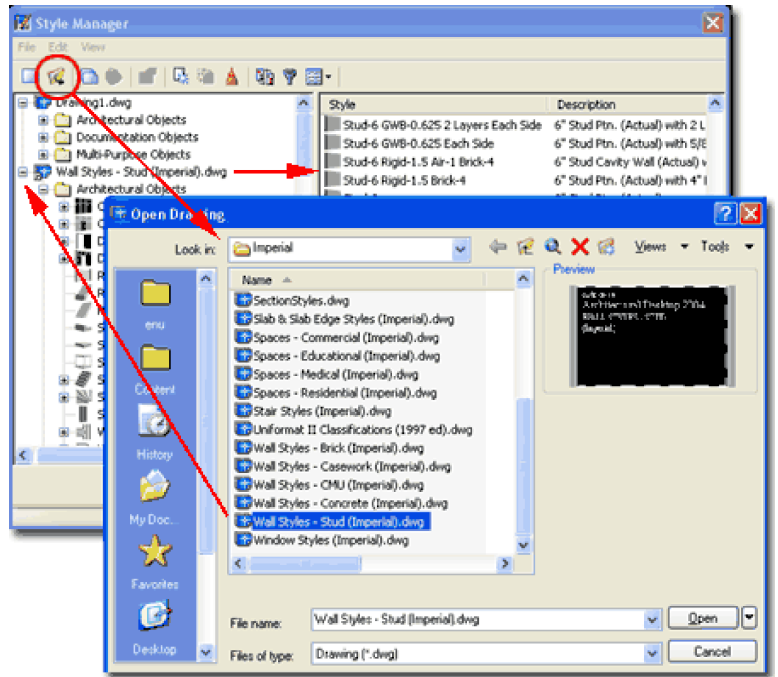 Style Manager
File Edit View
Drawing1.dwg
Architectural Objects
Documentation Objects
Multi-Purpose Objects
Wall Styles - Stud (Imperial).dwg
Architectural Objects
Style Description
Stud-6 GWB-0.625 2 Layers Each Side 6" Stud Ptn. (Actual) with 2 L
Stud-6 GWB-0.625 Each Side 6" Stud Ptn. (Actual) with 5/8
Stud-6 Rigid-1.5 Air-1 Brick-4 6" Stud Cavity Wall (Actual) w
Stud-6 Rigid-1.5 Brick-4 6" Stud Ptn. (Actual) with 4"
Open Drawing
Look in: Imperial Views Tools
enu
Content
History
My Doc...
Favorites
Desktop
Name
SectionStyles.dwg
Slab & Slab Edge Styles (Imperial).dwg
Spaces - Commercial (Imperial).dwg
Spaces - Educational (Imperial).dwg
Spaces - Medical (Imperial).dwg
Spaces - Residential (Imperial).dwg
Stair Styles (Imperial).dwg
Uniformat II Classifications (1997 ed).dwg
Wall Styles - Brick (Imperial).dwg
Wall Styles - Casework (Imperial).dwg
Wall Styles - CMU (Imperial).dwg
Wall Styles - Concrete (Imperial).dwg
Wall Styles - Stud (Imperial).dwg
Window Styles (Imperial).dwg
Preview
Architectural Desktop 2004
(Imperial)
File name: Wall Styles - Stud (Imperial).dwg Open
Files of type: Drawing (*.dwg) Cancel